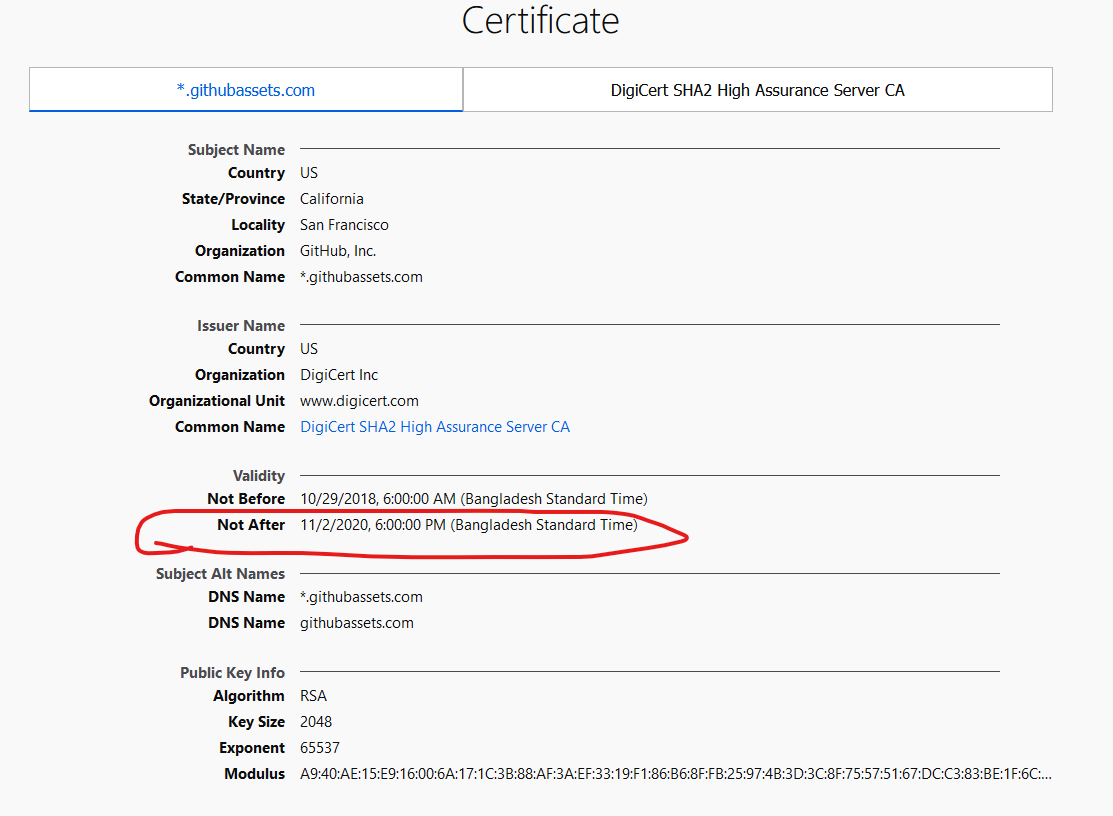 Certificate
*.githubassets.com
DigiCert SHA2 High Assurance Server CA
Subject Name
Country US
State/Province California
Locality San Francisco
Organization GitHub, Inc.
Common Name *.githubassets.com
Issuer Name
Country US
Organization DigiCert Inc
Organizational Unit www.digicert.com
Common Name DigiCert SHA2 High Assurance Server CA
Validity
Not Before 10/29/2018, 6:00:00 AM (Bangladesh Standard Time)
Not After 11/2/2020, 6:00:00 PM (Bangladesh Standard Time)
Subject Alt Names
DNS Name *.githubassets.com
DNS Name githubassets.com
Public Key Info
Algorithm RSA
Key Size 2048
Exponent 65537
Modulus A9:40:AE:15:E9:16:00:6A:17:1C:3B:88:AF:3A:EF:33:19:F1:86:B6:8F:FB:25:97:4B:3D:3C:8F:75:57:51:67:DC:C3:83:BE:1F:6C:...